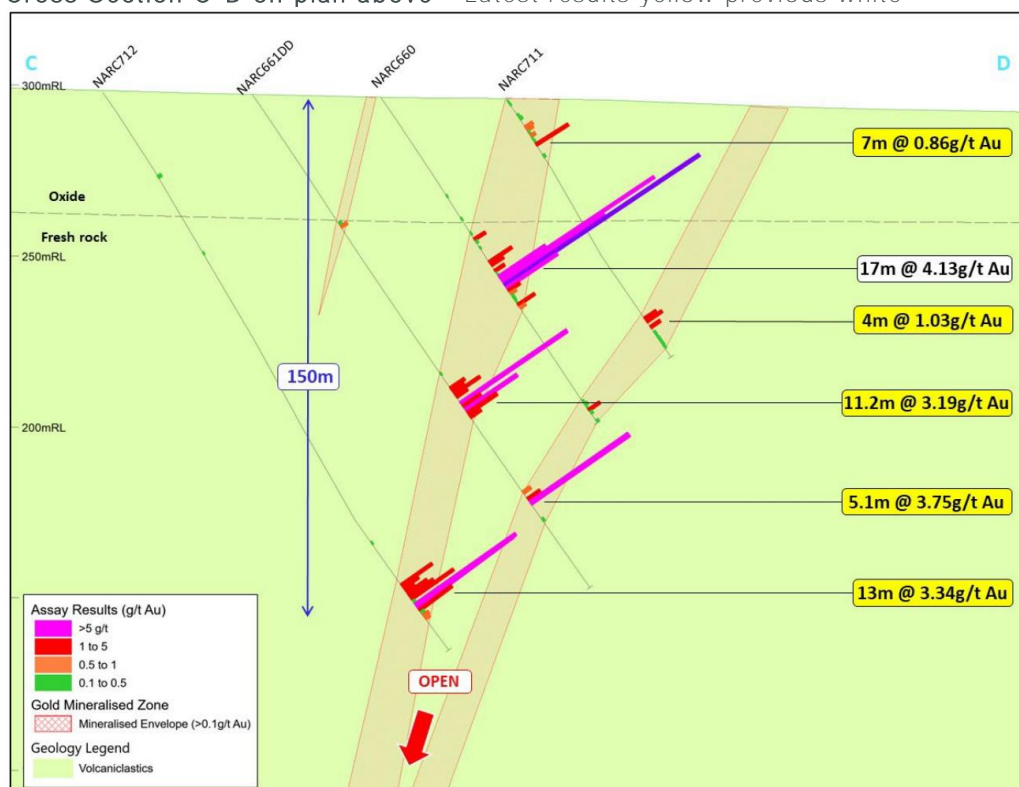 Cross Section C-D on plan above – Latest results yellow previous white
C
D
NARC712
NARC661DD
NARC660
NARC711
300mRL
7m @ 0.86g/t Au
Oxide
Fresh rock
250mRL
17m @ 4.13g/t Au
4m @ 1.03g/t Au
150m
11.2m @ 3.19g/t Au
200mRL
5.1m @ 3.75g/t Au
13m @ 3.34g/t Au
OPEN
Assay Results (g/t Au)
>5 g/t
1 to 5
0.5 to 1
0.1 to 0.5
Gold Mineralised Zone
Mineralised Envelope (>0.1g/t Au)
Geology Legend
Volcaniclastics